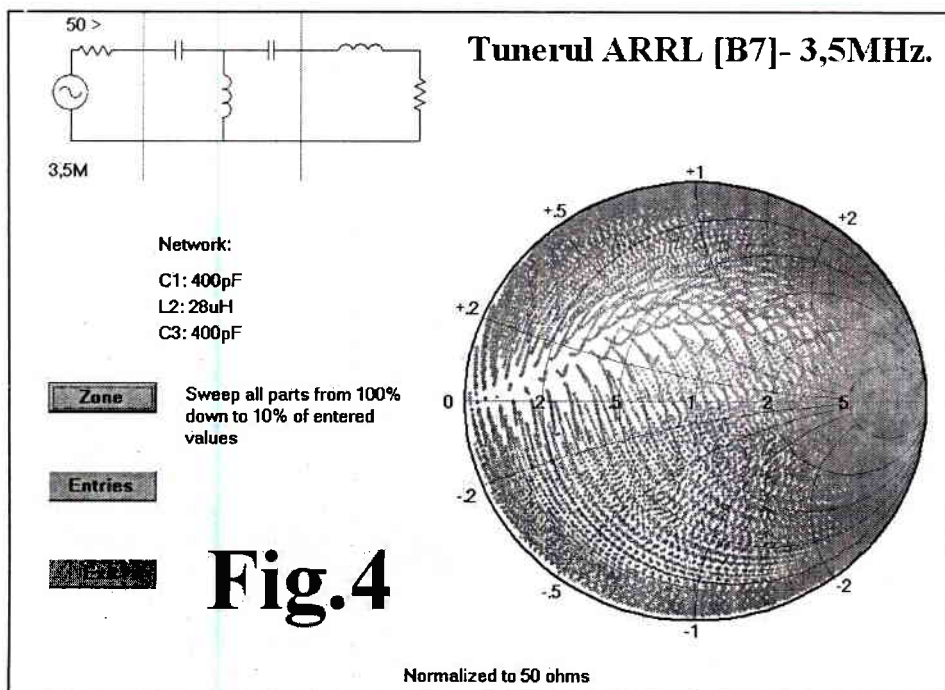 50 >
Tunerul ARRL [B7]- 3,5MHz.
3,5M
Network:
C1: 400pF
L2: 28uH
C3: 400pF
Zone
Sweep all parts from 100%
down to 10% of entered
values
Entries
Fig.4
+1
+.5
+2
+.2
0
.2
.5
1
2
5
-.2
-.5
-2
-1
Normalized to 50 ohms